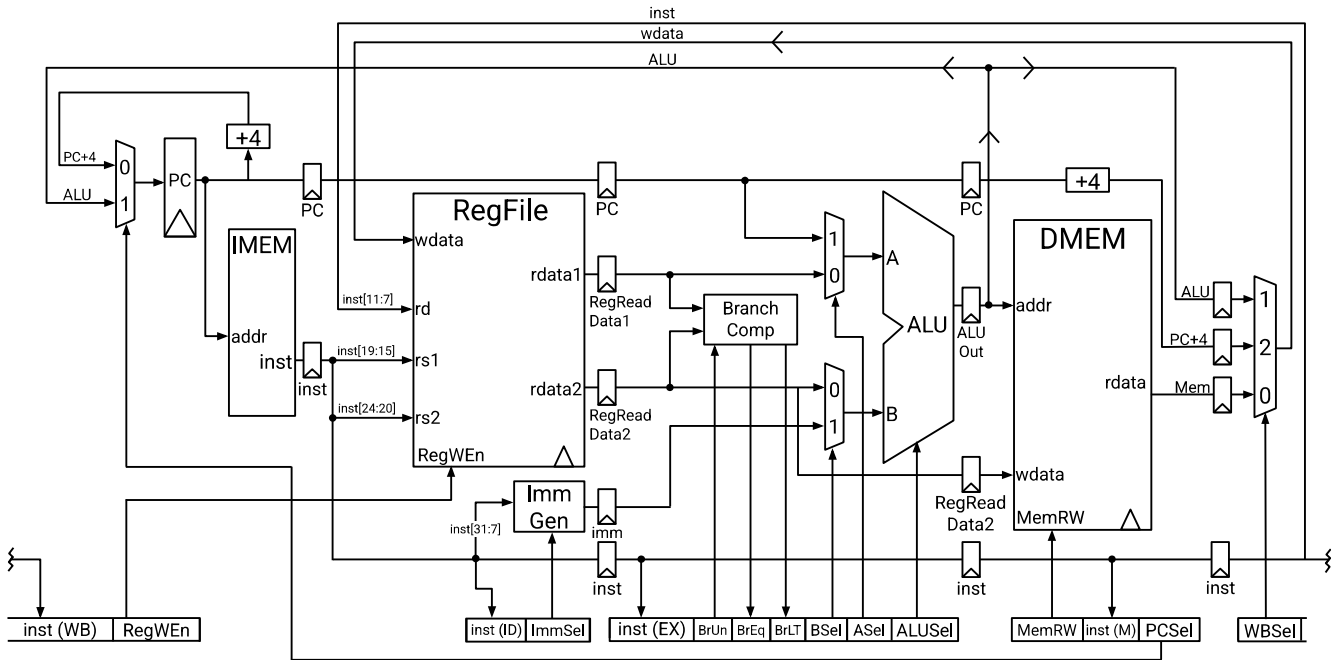 inst
wdata
ALU
+4
PC+4
0
ALU
1
PC
PC
PC
PC
+4
RegFile
wdata
rdata1
inst[11:7]
rd
inst[19:15]
rs1
rdata2
inst[24:20]
rs2
RegWEn
IMEM
addr
inst
inst
RegRead
Data1
RegRead
Data2
Branch
Comp
1
0
0
1
A
B
ALU
ALU
Out
DMEM
addr
rdata
wdata
MemRW
RegRead
Data2
ALU
1
PC+4
2
Mem
0
Imm
Gen
inst[31:7]
imm
inst
inst
inst
inst (WB)
RegWEn
inst (ID)
ImmSel
inst (EX)
BrUn
BrEq
BrLT
BSel
ASel
ALUSel
MemRW
inst (M)
PCSel
WBSel